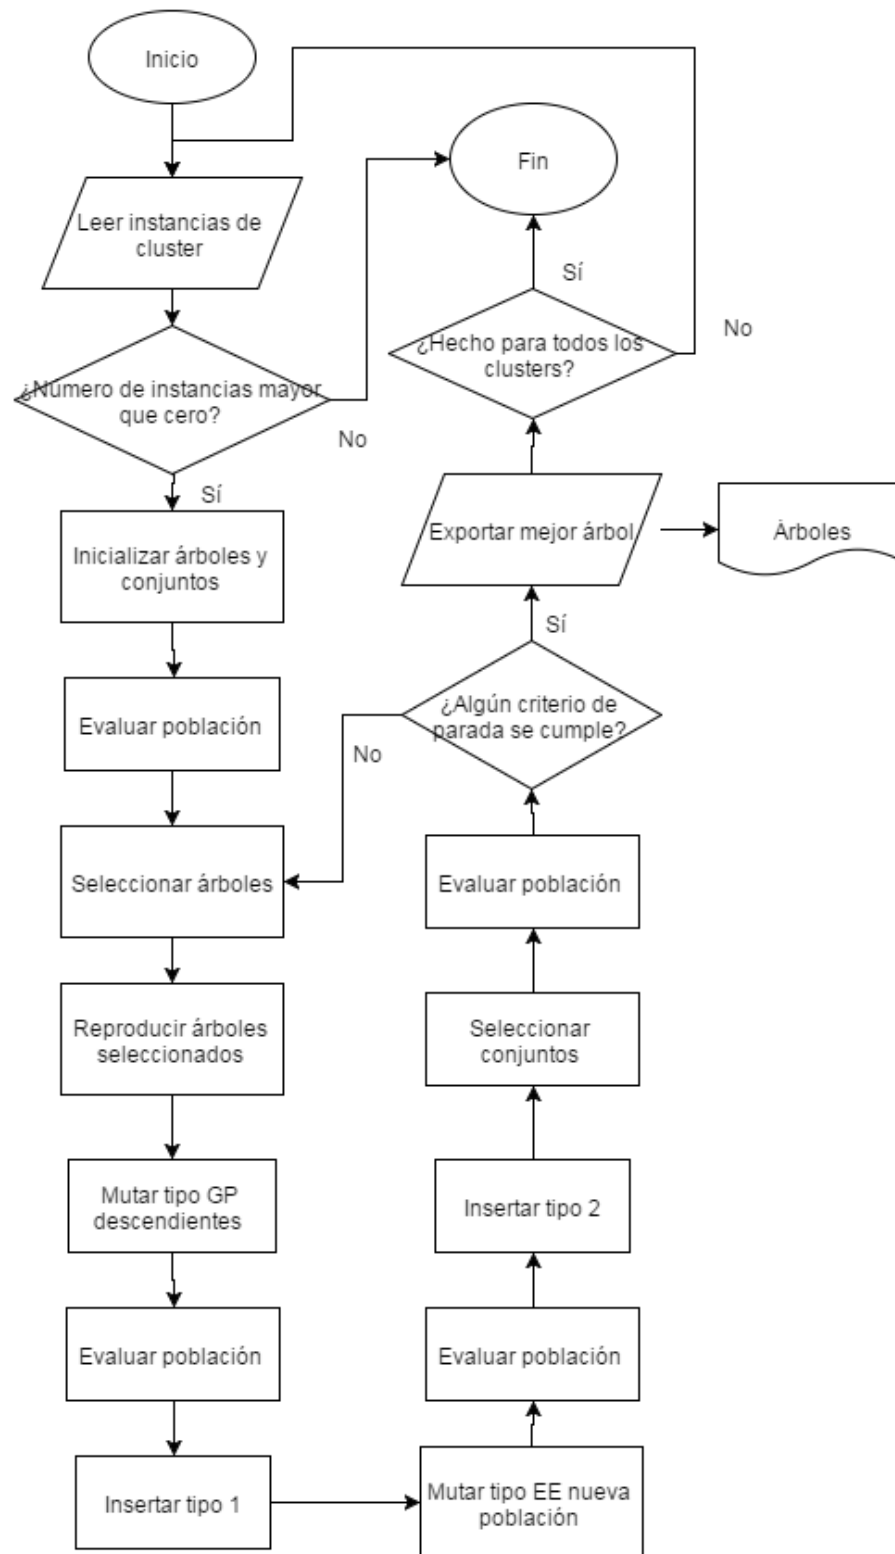 Inicio
Leer instancias de
cluster
¿Número de instancias mayor
que cero?
No
Sí
Inicializar árboles y
conjuntos
Evaluar población
Seleccionar árboles
Reproducir árboles
seleccionados
Mutar tipo GP
descendientes
Evaluar población
Insertar tipo 1
Mutar tipo EE nueva
población
Evaluar población
Insertar tipo 2
Seleccionar
conjuntos
Evaluar población
¿Algún criterio de
parada se cumple?
No
Sí
Exportar mejor árbol
Árboles
¿Hecho para todos los
clusters?
No
Sí
Fin